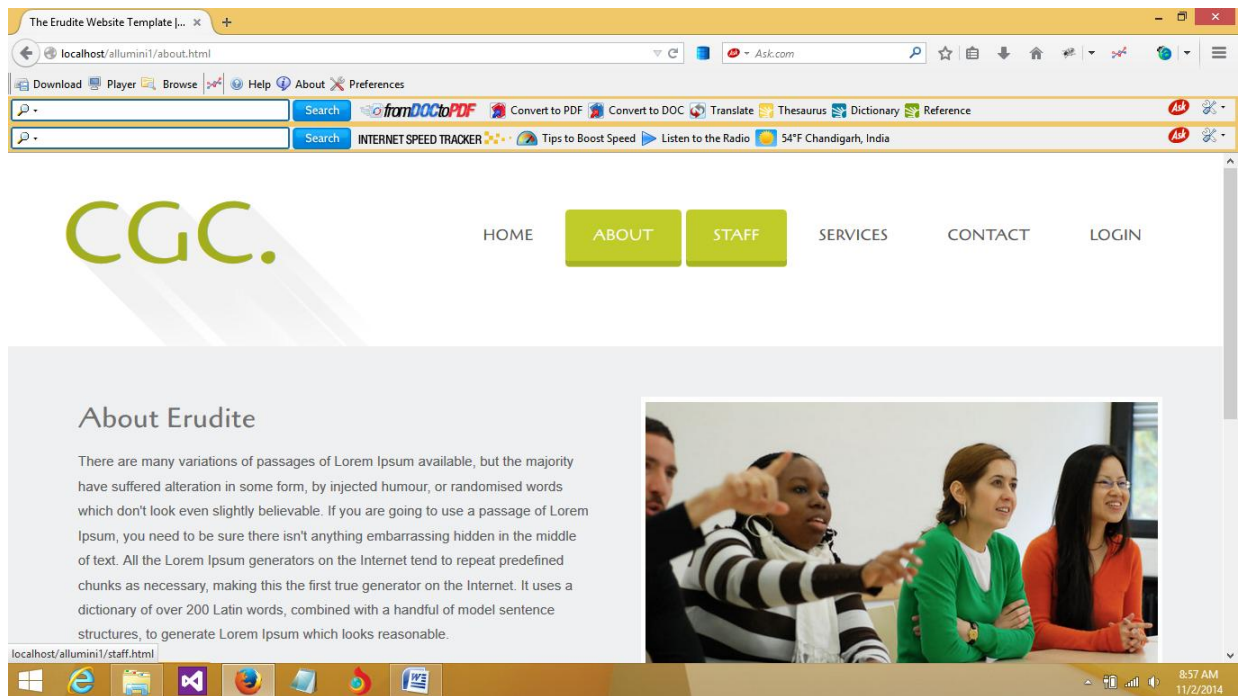 The Erudite Website Template |... × +
localhost/allumini1/about.html Ask.com
Download Player Browse Help About Preferences
Search fromDOCtoPDF Convert to PDF Convert to DOC Translate Thesaurus Dictionary Reference Ask
Search INTERNET SPEED TRACKER Tips to Boost Speed Listen to the Radio 54°F Chandigarh, India Ask
CGC.
HOME ABOUT STAFF SERVICES CONTACT LOGIN
About Erudite
There are many variations of passages of Lorem Ipsum available, but the majority
have suffered alteration in some form, by injected humour, or randomised words
which don't look even slightly believable. If you are going to use a passage of Lorem
Ipsum, you need to be sure there isn't anything embarrassing hidden in the middle
of text. All the Lorem Ipsum generators on the Internet tend to repeat predefined
chunks as necessary, making this the first true generator on the Internet. It uses a
dictionary of over 200 Latin words, combined with a handful of model sentence
structures, to generate Lorem Ipsum which looks reasonable.
localhost/allumini1/staff.html
8:57 AM
11/2/2014